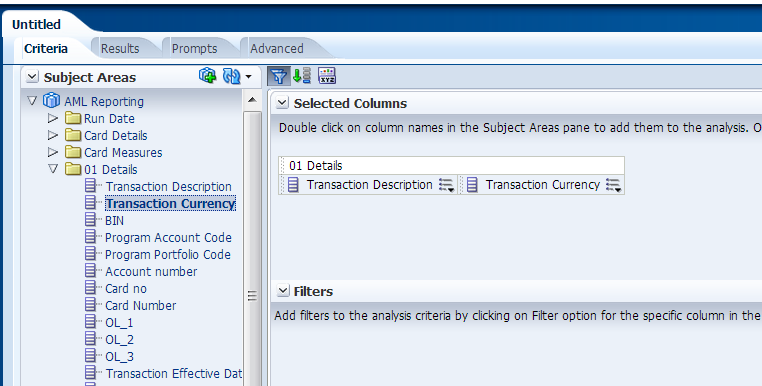 Untitled
Criteria Results Prompts Advanced
Subject Areas
AML Reporting
Run Date
Card Details
Card Measures
01 Details
Transaction Description
Transaction Currency
BIN
Program Account Code
Program Portfolio Code
Account number
Card no
Card Number
OL_1
OL_2
OL_3
Transaction Effective Dat
XYZ
Selected Columns
Double click on column names in the Subject Areas pane to add them to the analysis. O
01 Details
Transaction Description Transaction Currency
Filters
Add filters to the analysis criteria by clicking on Filter option for the specific column in the